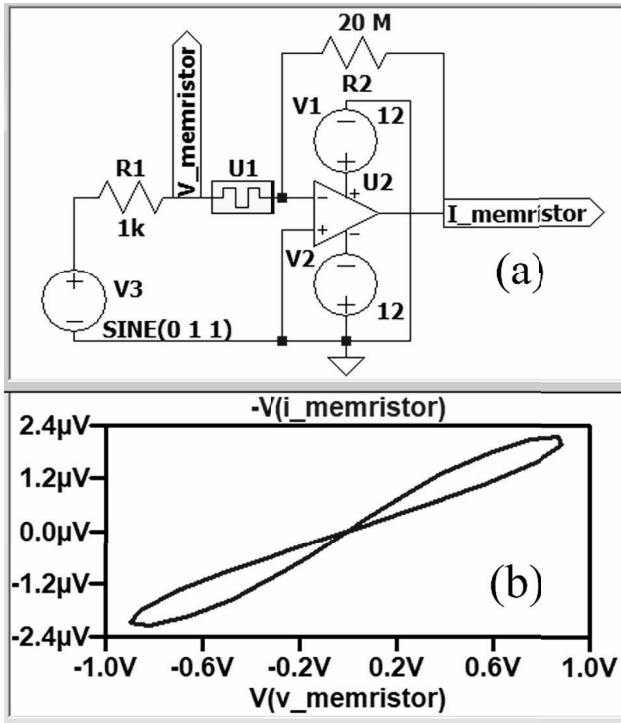 20 M
R2
V_memristor
V1
12
R1
U1
U2
1k
I_memristor
V2
(a)
V3
12
SINE(0 1 1)
-V(i_memristor)
2.4µV
1.2µV
0.0µV
-1.2µV
-2.4µV
(b)
-1.0V -0.6V -0.2V 0.2V 0.6V 1.0V
V(v_memristor)